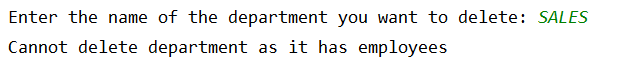 Enter the name of the department you want to delete: SALES
Cannot delete department as it has employees